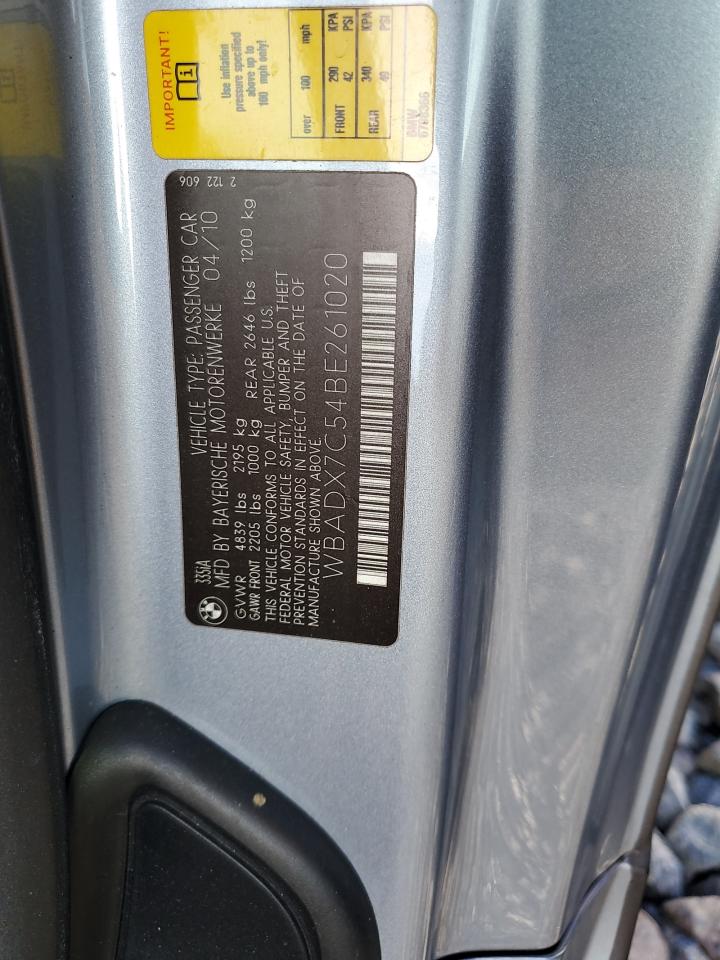 335iA VEHICLE TYPE: PASSENGER CAR 2 122 606
MFD BY BAYERISCHE MOTORENWERKE 04/10
GVWR 4839 lbs 2195 kg
GAWR FRONT 2205 lbs 1000 kg REAR 2646 lbs 1200 kg
THIS VEHICLE CONFORMS TO ALL APPLICABLE U.S.
FEDERAL MOTOR VEHICLE SAFETY, BUMPER AND THEFT
PREVENTION STANDARDS IN EFFECT ON THE DATE OF
MANUFACTURE SHOWN ABOVE
WBADX7C54BE261020
IMPORTANT!
i
Use inflation
pressure specified
above up to
100 mph only!
over 100 mph
FRONT 290 KPA
42 PSI
REAR 340 KPA
49 PSI
BMW